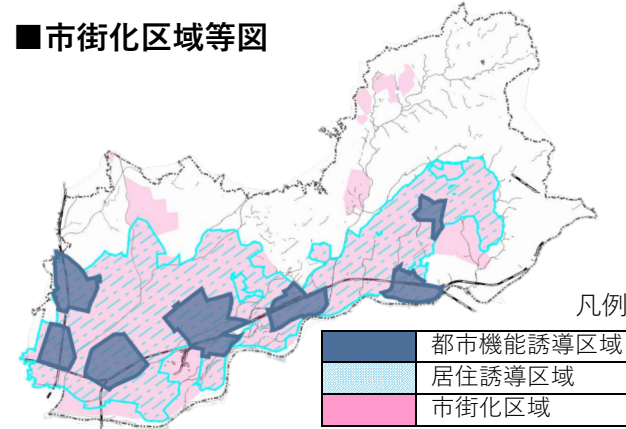 ■市街化区域等図
凡例
都市機能誘導区域
居住誘導区域
市街化区域